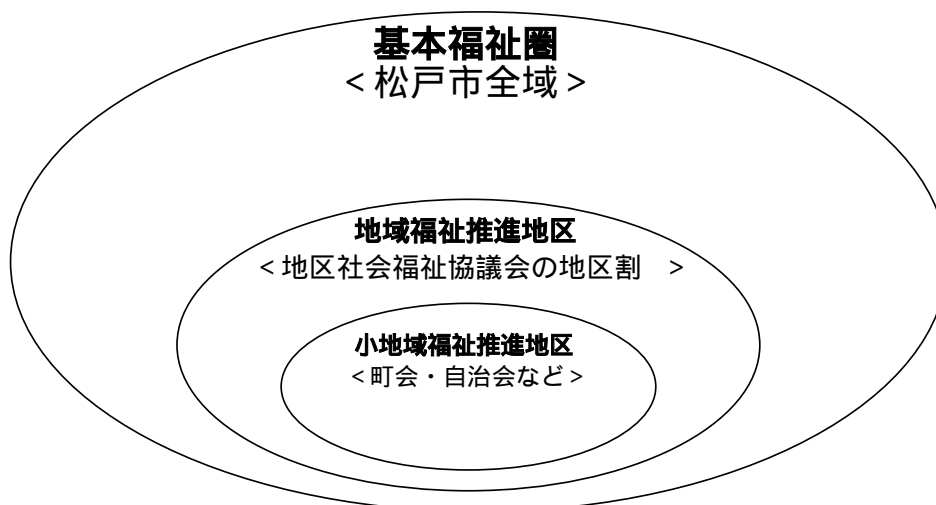 基本福祉圏
<松戸市全域>
地域福祉推進地区
<地区社会福祉協議会の地区割　>
小地域福祉推進地区
<町会・自治会など>